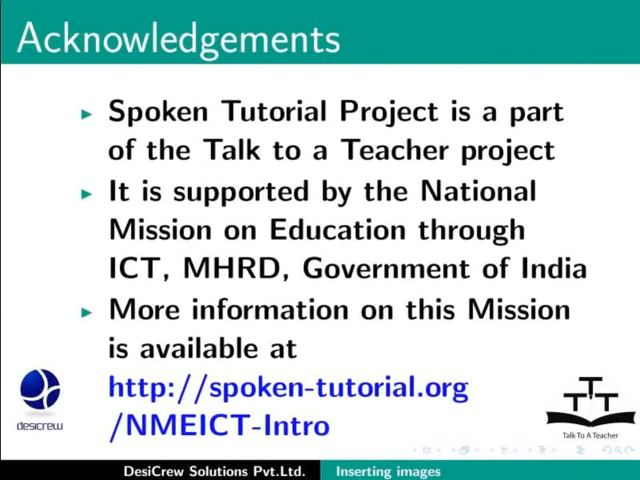 Acknowledgements
Spoken Tutorial Project is a part
of the Talk to a Teacher project
It is supported by the National
Mission on Education through
ICT, MHRD, Government of India
More information on this Mission
is available at
http://spoken-tutorial.org
/NMEICT-Intro
desicrew
TTT
Talk To A Teacher
DesiCrew Solutions Pvt.Ltd.
Inserting images